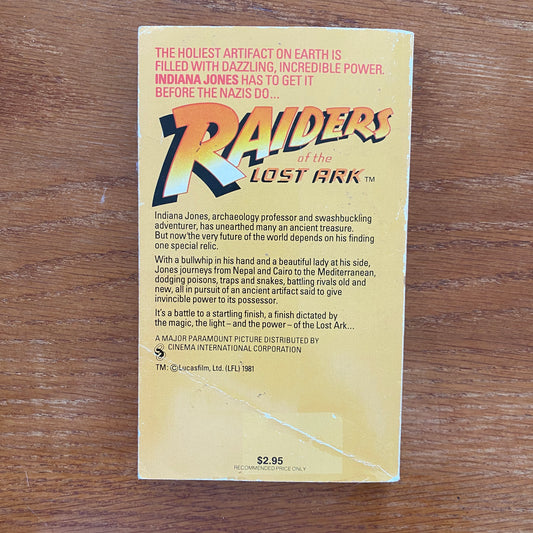 THE HOLIEST ARTIFACT ON EARTH IS
FILLED WITH DAZZLING, INCREDIBLE POWER.
INDIANA JONES HAS TO GET IT
BEFORE THE NAZIS DO...
RAIDERS
of the
LOST ARK ™
Indiana Jones, archaeology professor and swashbuckling
adventurer, has unearthed many an ancient treasure.
But now the very future of the world depends on his finding
one special relic.
With a bullwhip in his hand and a beautiful lady at his side,
Jones journeys from Nepal and Cairo to the Mediterranean,
dodging poisons, traps and snakes, battling rivals old and
new, all in pursuit of an ancient artifact said to give
invincible power to its possessor.
It's a battle to a startling finish, a finish dictated by
the magic, the light – and the power – of the Lost Ark...
A MAJOR PARAMOUNT PICTURE DISTRIBUTED BY
CINEMA INTERNATIONAL CORPORATION
TM: © Lucasfilm, Ltd. (LFL) 1981
$2.95
RECOMMENDED PRICE ONLY